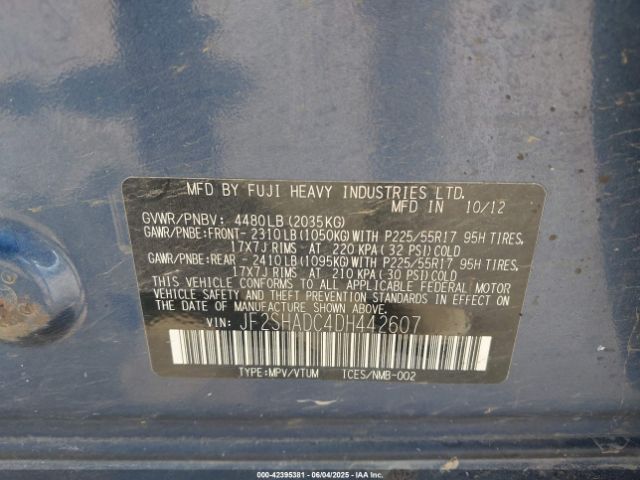 MFD BY FUJI HEAVY INDUSTRIES LTD.
MFD IN 10/12
GVWR/PNBV: 4480LB(2035KG)
GAWR/PNBE:FRONT- 2310LB(1050KG)WITH P225/55R17 95H TIRES,
17X7J RIMS AT 220 KPA(32 PSI)COLD
GAWR/PNBE:REAR - 2410LB(1095KG)WITH P225/55R17 95H TIRES,
17X7J RIMS AT 210 KPA(30 PSI)COLD
THIS VEHICLE CONFORMS TO ALL APPLICABLE FEDERAL MOTOR
VEHICLE SAFETY AND THEFT PREVENTION STANDARDS IN EFFECT ON
THE DATE OF MANUFACTURE SHOWN ABOVE.
VIN: JF2SHADC4DH442607
TYPE:MPV/VTUM ICES/NMB-002
00-42395381 - 06/04/2025 - IAAI.COM